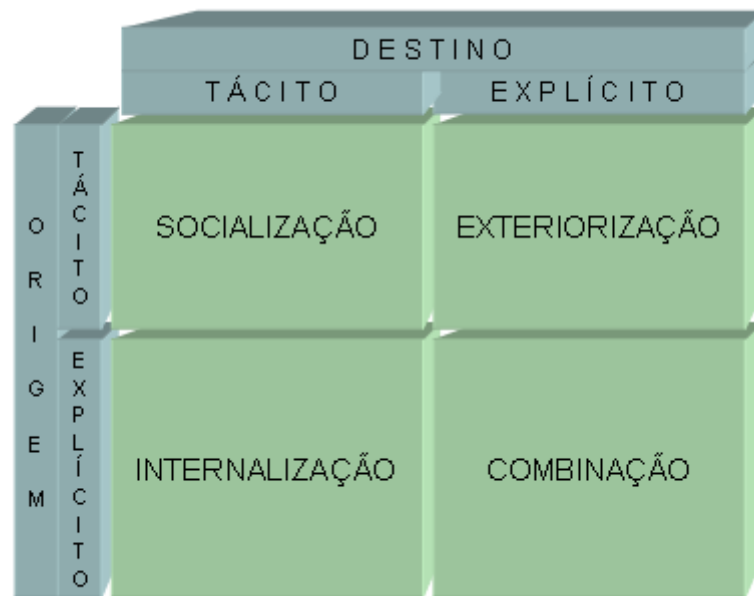 DESTINO
TÁCITO EXPLÍCITO
ORIGEM
TÁCITO
SOCIALIZAÇÃO EXTERIORIZAÇÃO
EXPLÍCITO
INTERNALIZAÇÃO COMBINAÇÃO